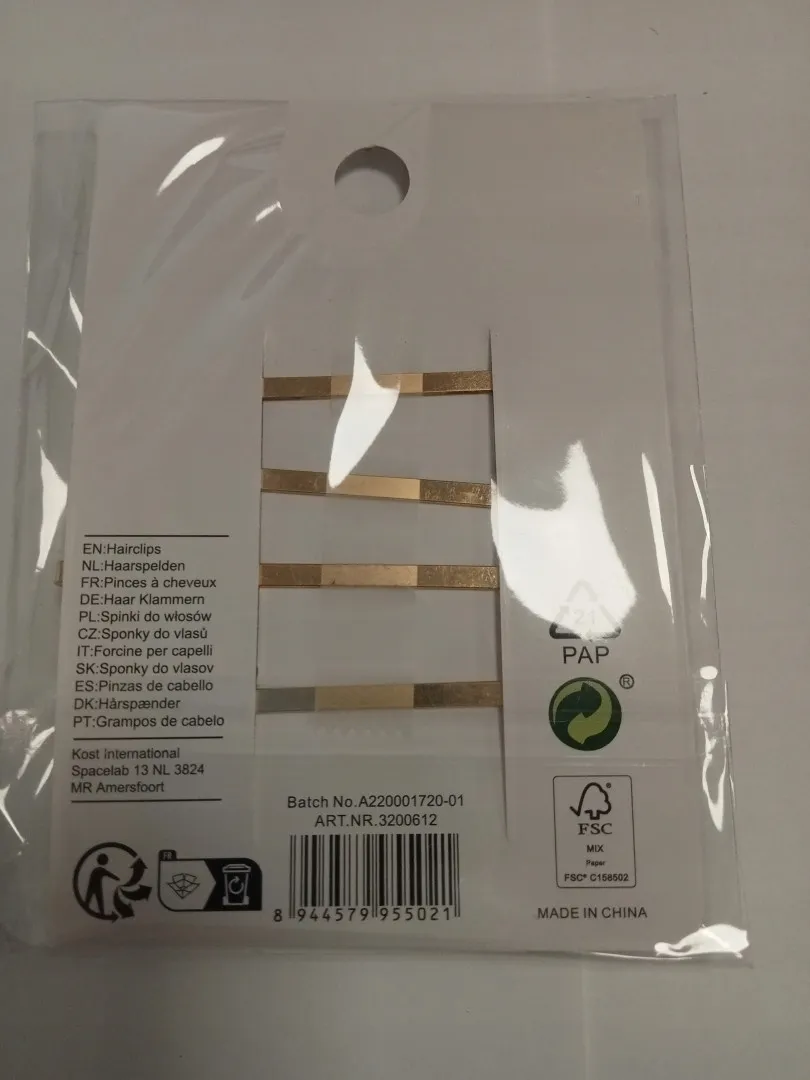 EN:Hairclips
NL:Haarspelden
FR:Pinces à cheveux
DE:Haar Klammern
PL:Spinki do włosów
CZ:Sponky do vlasů
IT:Forcine per capelli
SK:Sponky do vlasov
ES:Pinzas de cabello
DK:Hårspænder
PT:Grampos de cabelo
Kost International
Spacelab 13 NL 3824
MR Amersfoort
FR
Batch No.A220001720-01
ART.NR.3200612
8 944579 955021
21
PAP
®
FSC
MIX
Paper
FSC® C158502
MADE IN CHINA